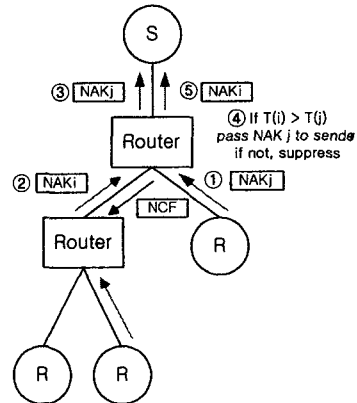 S
③ NAKj
⑤ NAKi
④ If T(i) > T(j)
pass NAK j to sende
if not, suppress
Router
② NAKi
① NAKj
NCF
Router
R
R
R